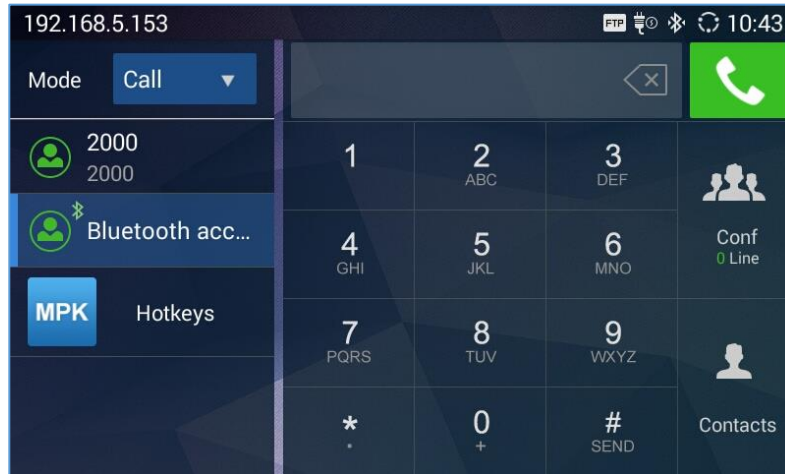 192.168.5.153
FTP
10:43
Mode
Call
2000
2000
Bluetooth acc...
MPK
Hotkeys
1
2
ABC
3
DEF
4
GHI
5
JKL
6
MNO
7
PQRS
8
TUV
9
WXYZ
*
.
0
+
#
SEND
Conf
0 Line
Contacts